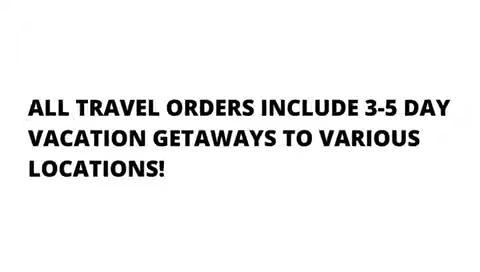 ALL TRAVEL ORDERS INCLUDE 3-5 DAY
VACATION GETAWAYS TO VARIOUS
LOCATIONS!